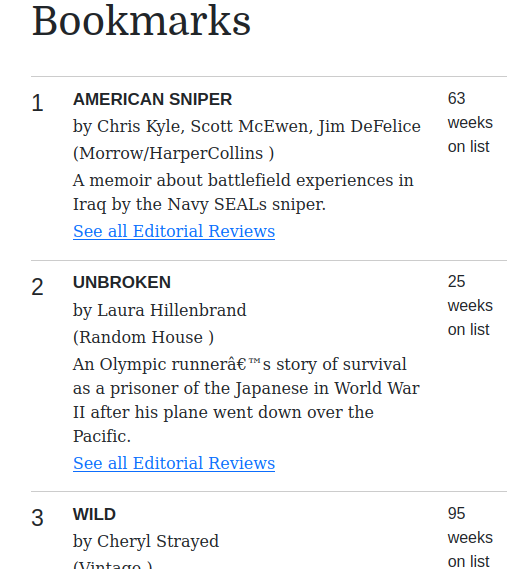 Bookmarks
1
AMERICAN SNIPER
by Chris Kyle, Scott McEwen, Jim DeFelice
(Morrow/HarperCollins )
A memoir about battlefield experiences in
Iraq by the Navy SEALs sniper.
See all Editorial Reviews
63
weeks
on list
2
UNBROKEN
by Laura Hillenbrand
(Random House )
An Olympic runnerâ€™s story of survival
as a prisoner of the Japanese in World War
II after his plane went down over the
Pacific.
See all Editorial Reviews
25
weeks
on list
3
WILD
by Cheryl Strayed
(Vintage )
95
weeks
on list